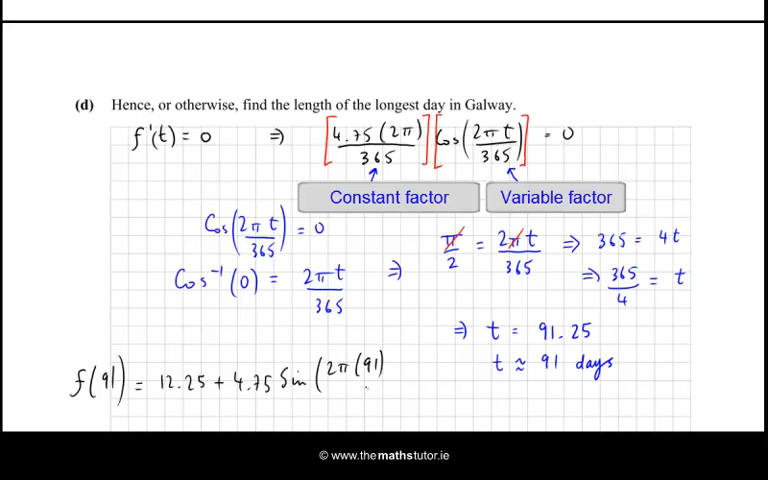 (d) Hence, or otherwise, find the length of the longest day in Galway.
f'(t) = 0 ⇒ [4.75(2π)/365][Cos(2πt/365)] = 0
Constant factor Variable factor
Cos(2πt/365) = 0
π/2 = 2πt/365 ⇒ 365 = 4t
Cos⁻¹(0) = 2πt/365 ⇒
⇒ 365/4 = t
⇒ t = 91.25
t ≈ 91 days
f(91) = 12.25 + 4.75 Sin(2π(91)
© www.themathstutor.ie